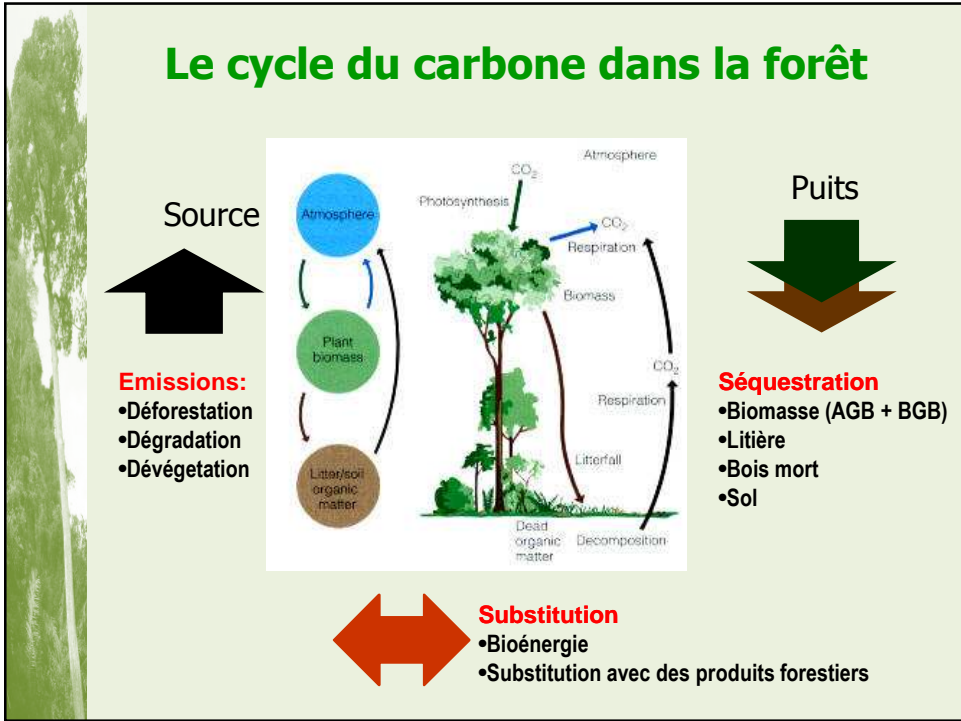 Le cycle du carbone dans la forêt
Source
Emissions:
•Déforestation
•Dégradation
•Dévégetation
Atmosphere
Plant
biomass
Litter/soil
organic
matter
Atmosphere
CO₂
Photosynthesis
CO₂
Respiration
Biomass
CO₂
Respiration
Litterfall
Dead
organic
matter
Decomposition
Puits
Séquestration
•Biomasse (AGB + BGB)
•Litière
•Bois mort
•Sol
Substitution
•Bioénergie
•Substitution avec des produits forestiers